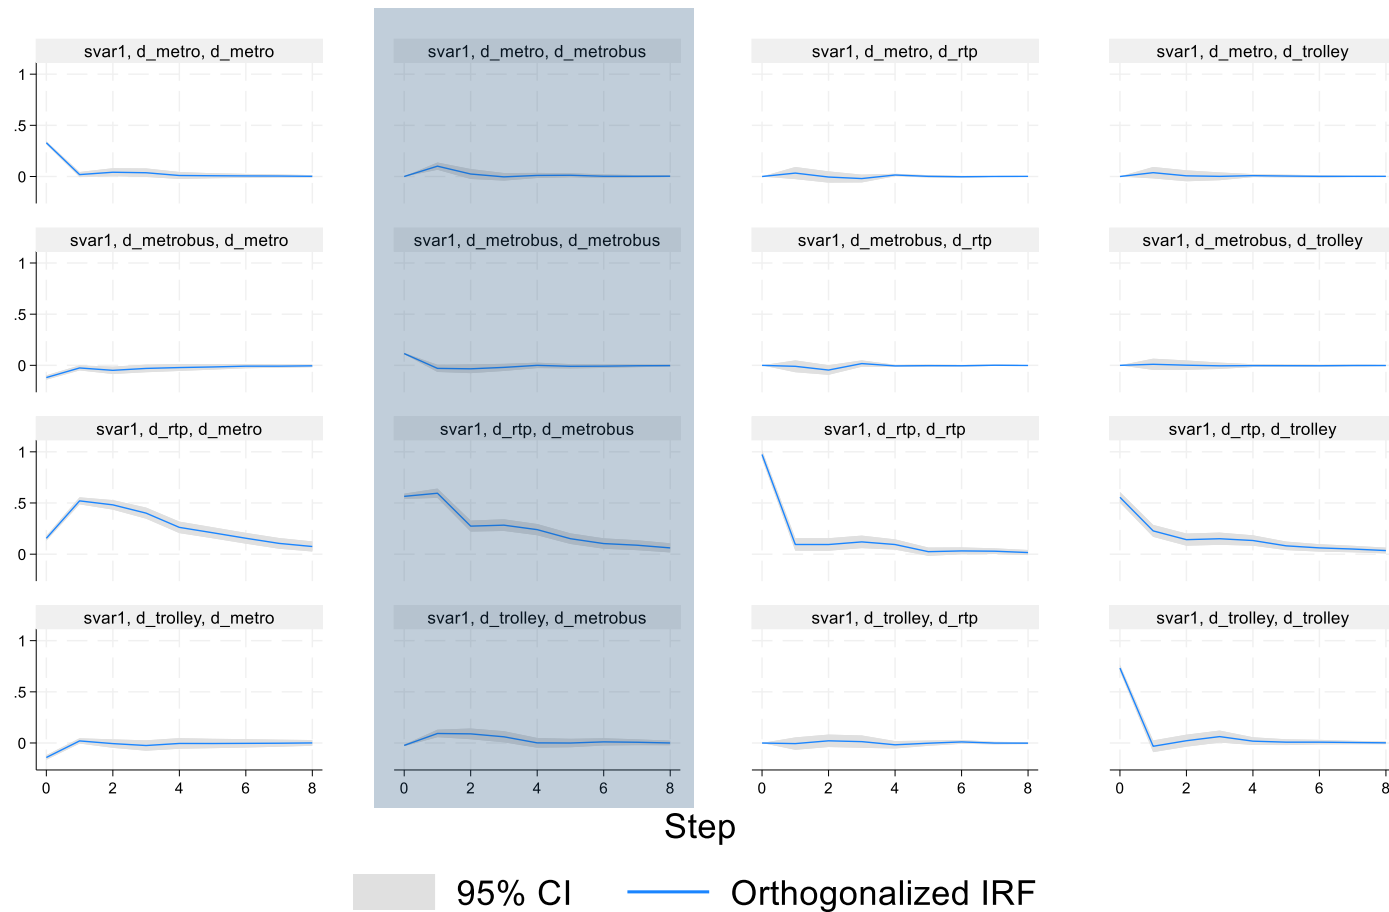 svar1, d_metro, d_metro
svar1, d_metro, d_metrobus
svar1, d_metro, d_rtp
svar1, d_metro, d_trolley
1
.5
0
svar1, d_metrobus, d_metro
svar1, d_metrobus, d_metrobus
svar1, d_metrobus, d_rtp
svar1, d_metrobus, d_trolley
1
.5
0
svar1, d_rtp, d_metro
svar1, d_rtp, d_metrobus
svar1, d_rtp, d_rtp
svar1, d_rtp, d_trolley
1
.5
0
svar1, d_trolley, d_metro
svar1, d_trolley, d_metrobus
svar1, d_trolley, d_rtp
svar1, d_trolley, d_trolley
1
.5
0
0 2 4 6 8
0 2 4 6 8
0 2 4 6 8
0 2 4 6 8
Step
95% CI
Orthogonalized IRF